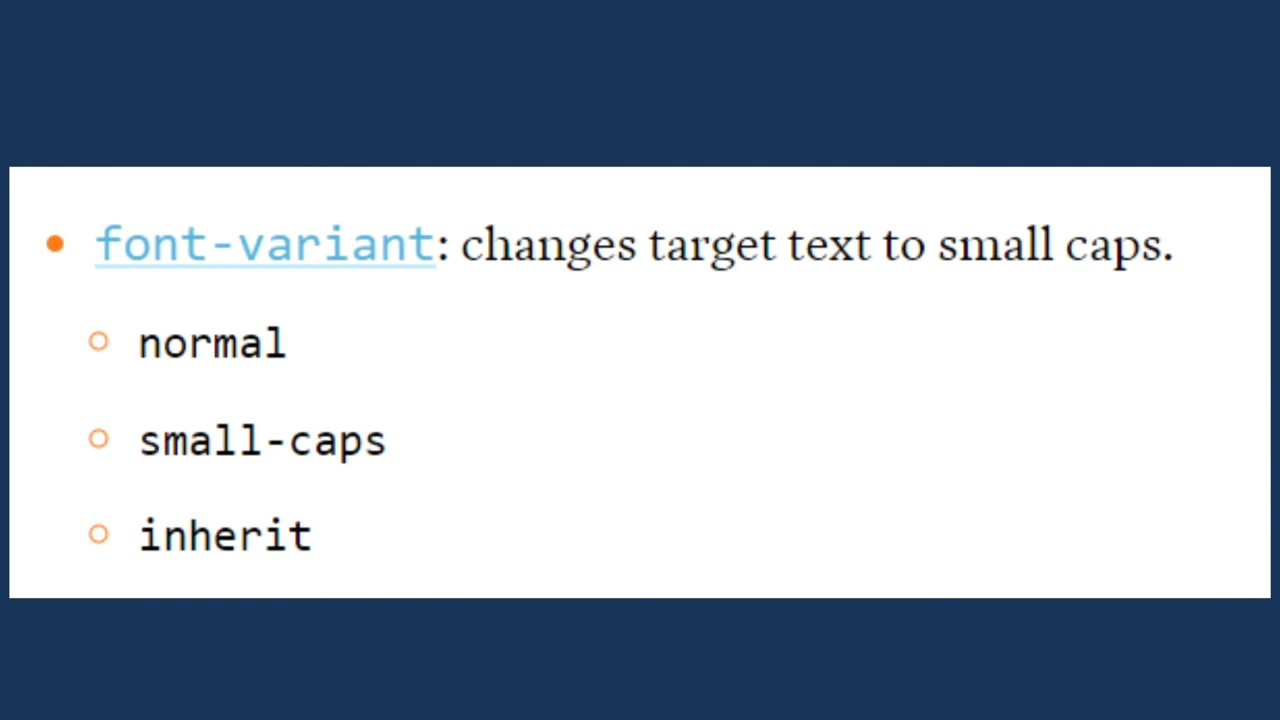 font-variant: changes target text to small caps.
normal
small-caps
inherit